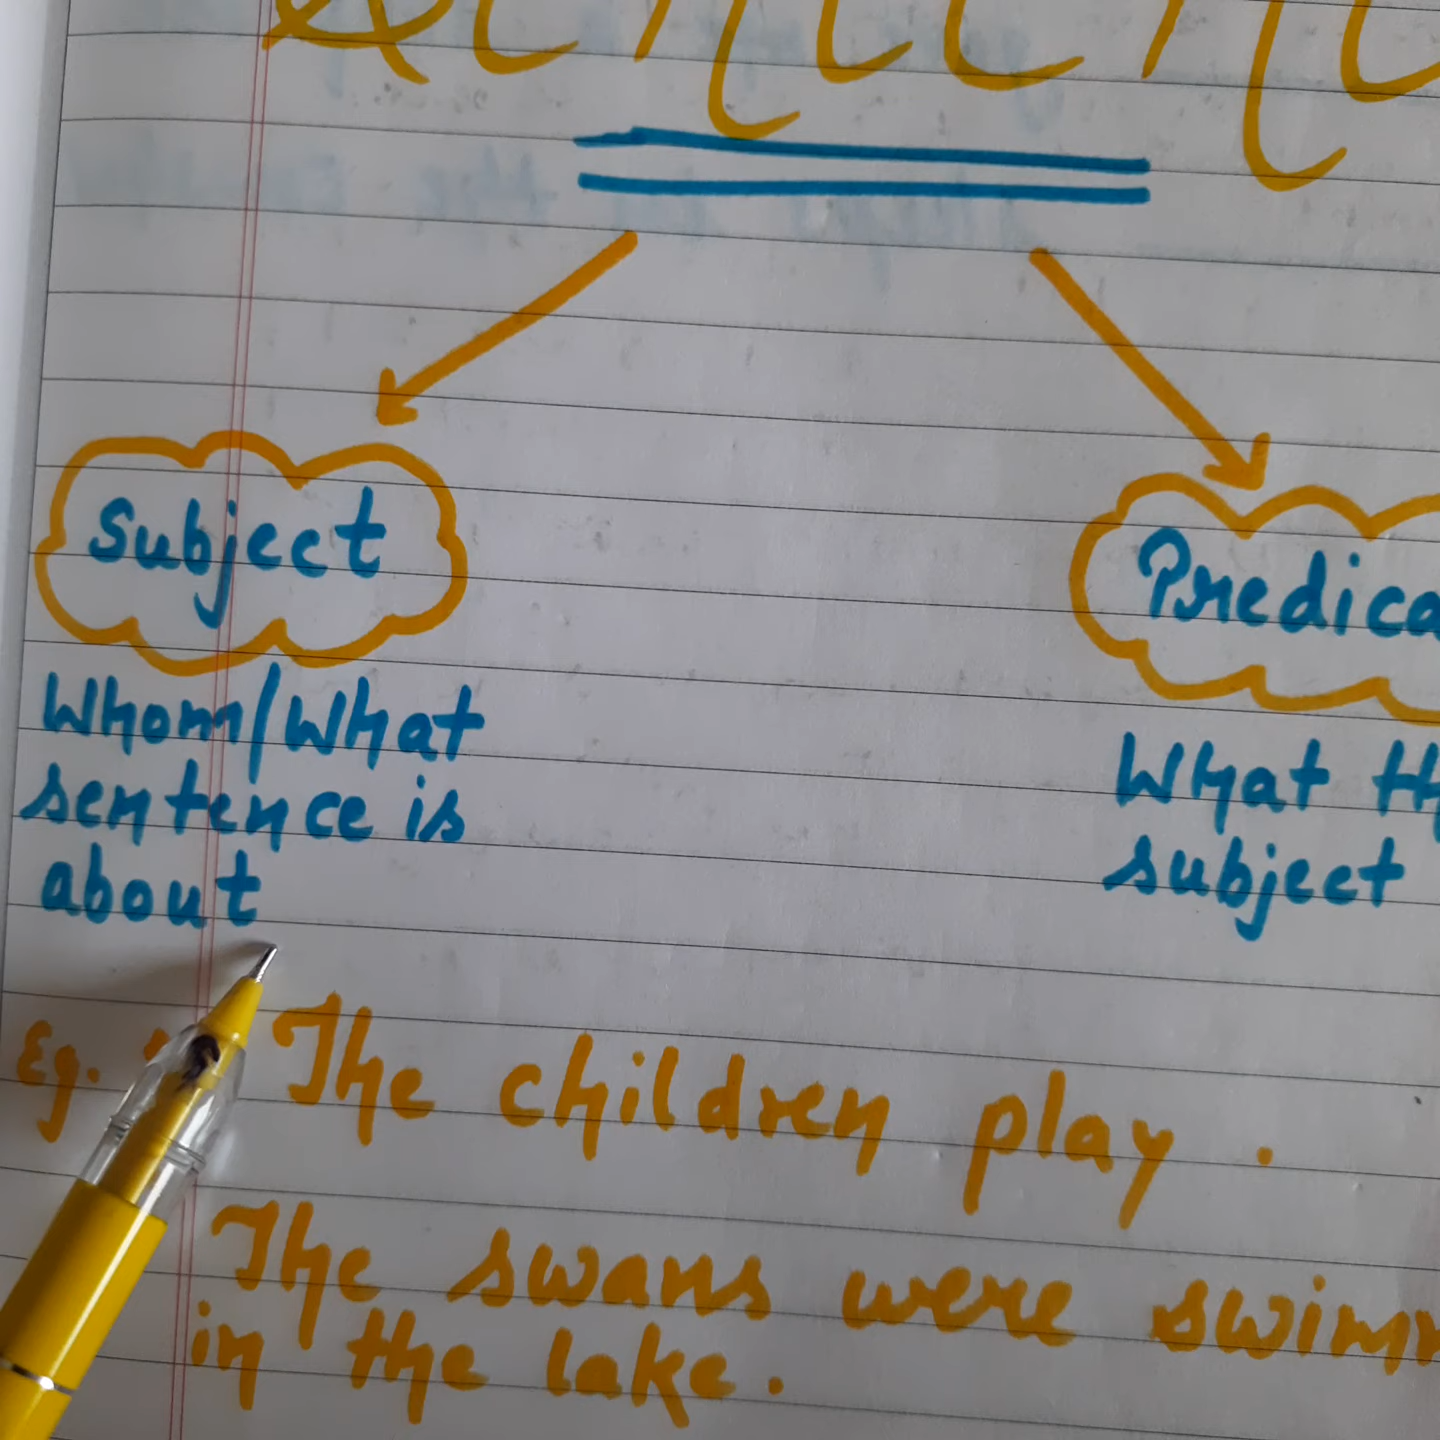 Subject
Predica
Whom/What
sentence is
about
What th
subject
Eg. : The children play .
The swans were swimm
in the lake.